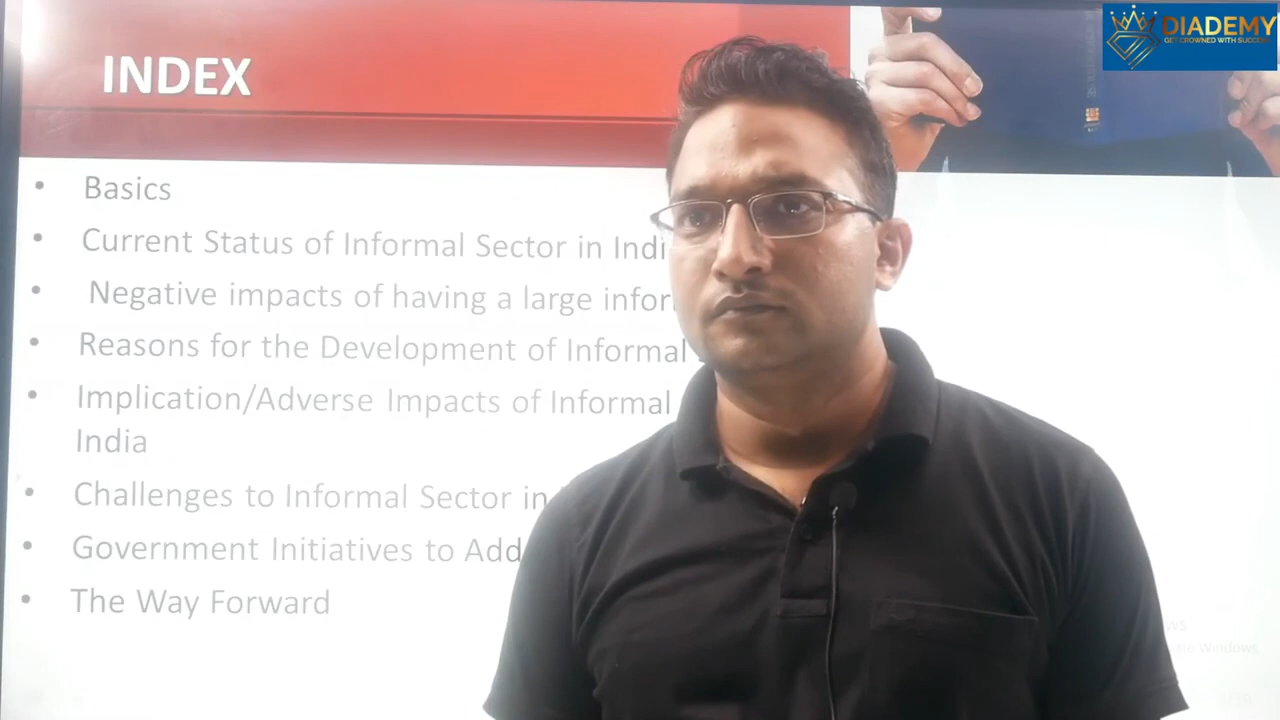 DIADEMY
GET CROWNED WITH SUCCESS
INDEX
• Basics
• Current Status of Informal Sector in Indi
• Negative impacts of having a large infor
• Reasons for the Development of Informal
• Implication/Adverse Impacts of Informal
India
• Challenges to Informal Sector in
• Government Initiatives to Add
• The Way Forward
Windows